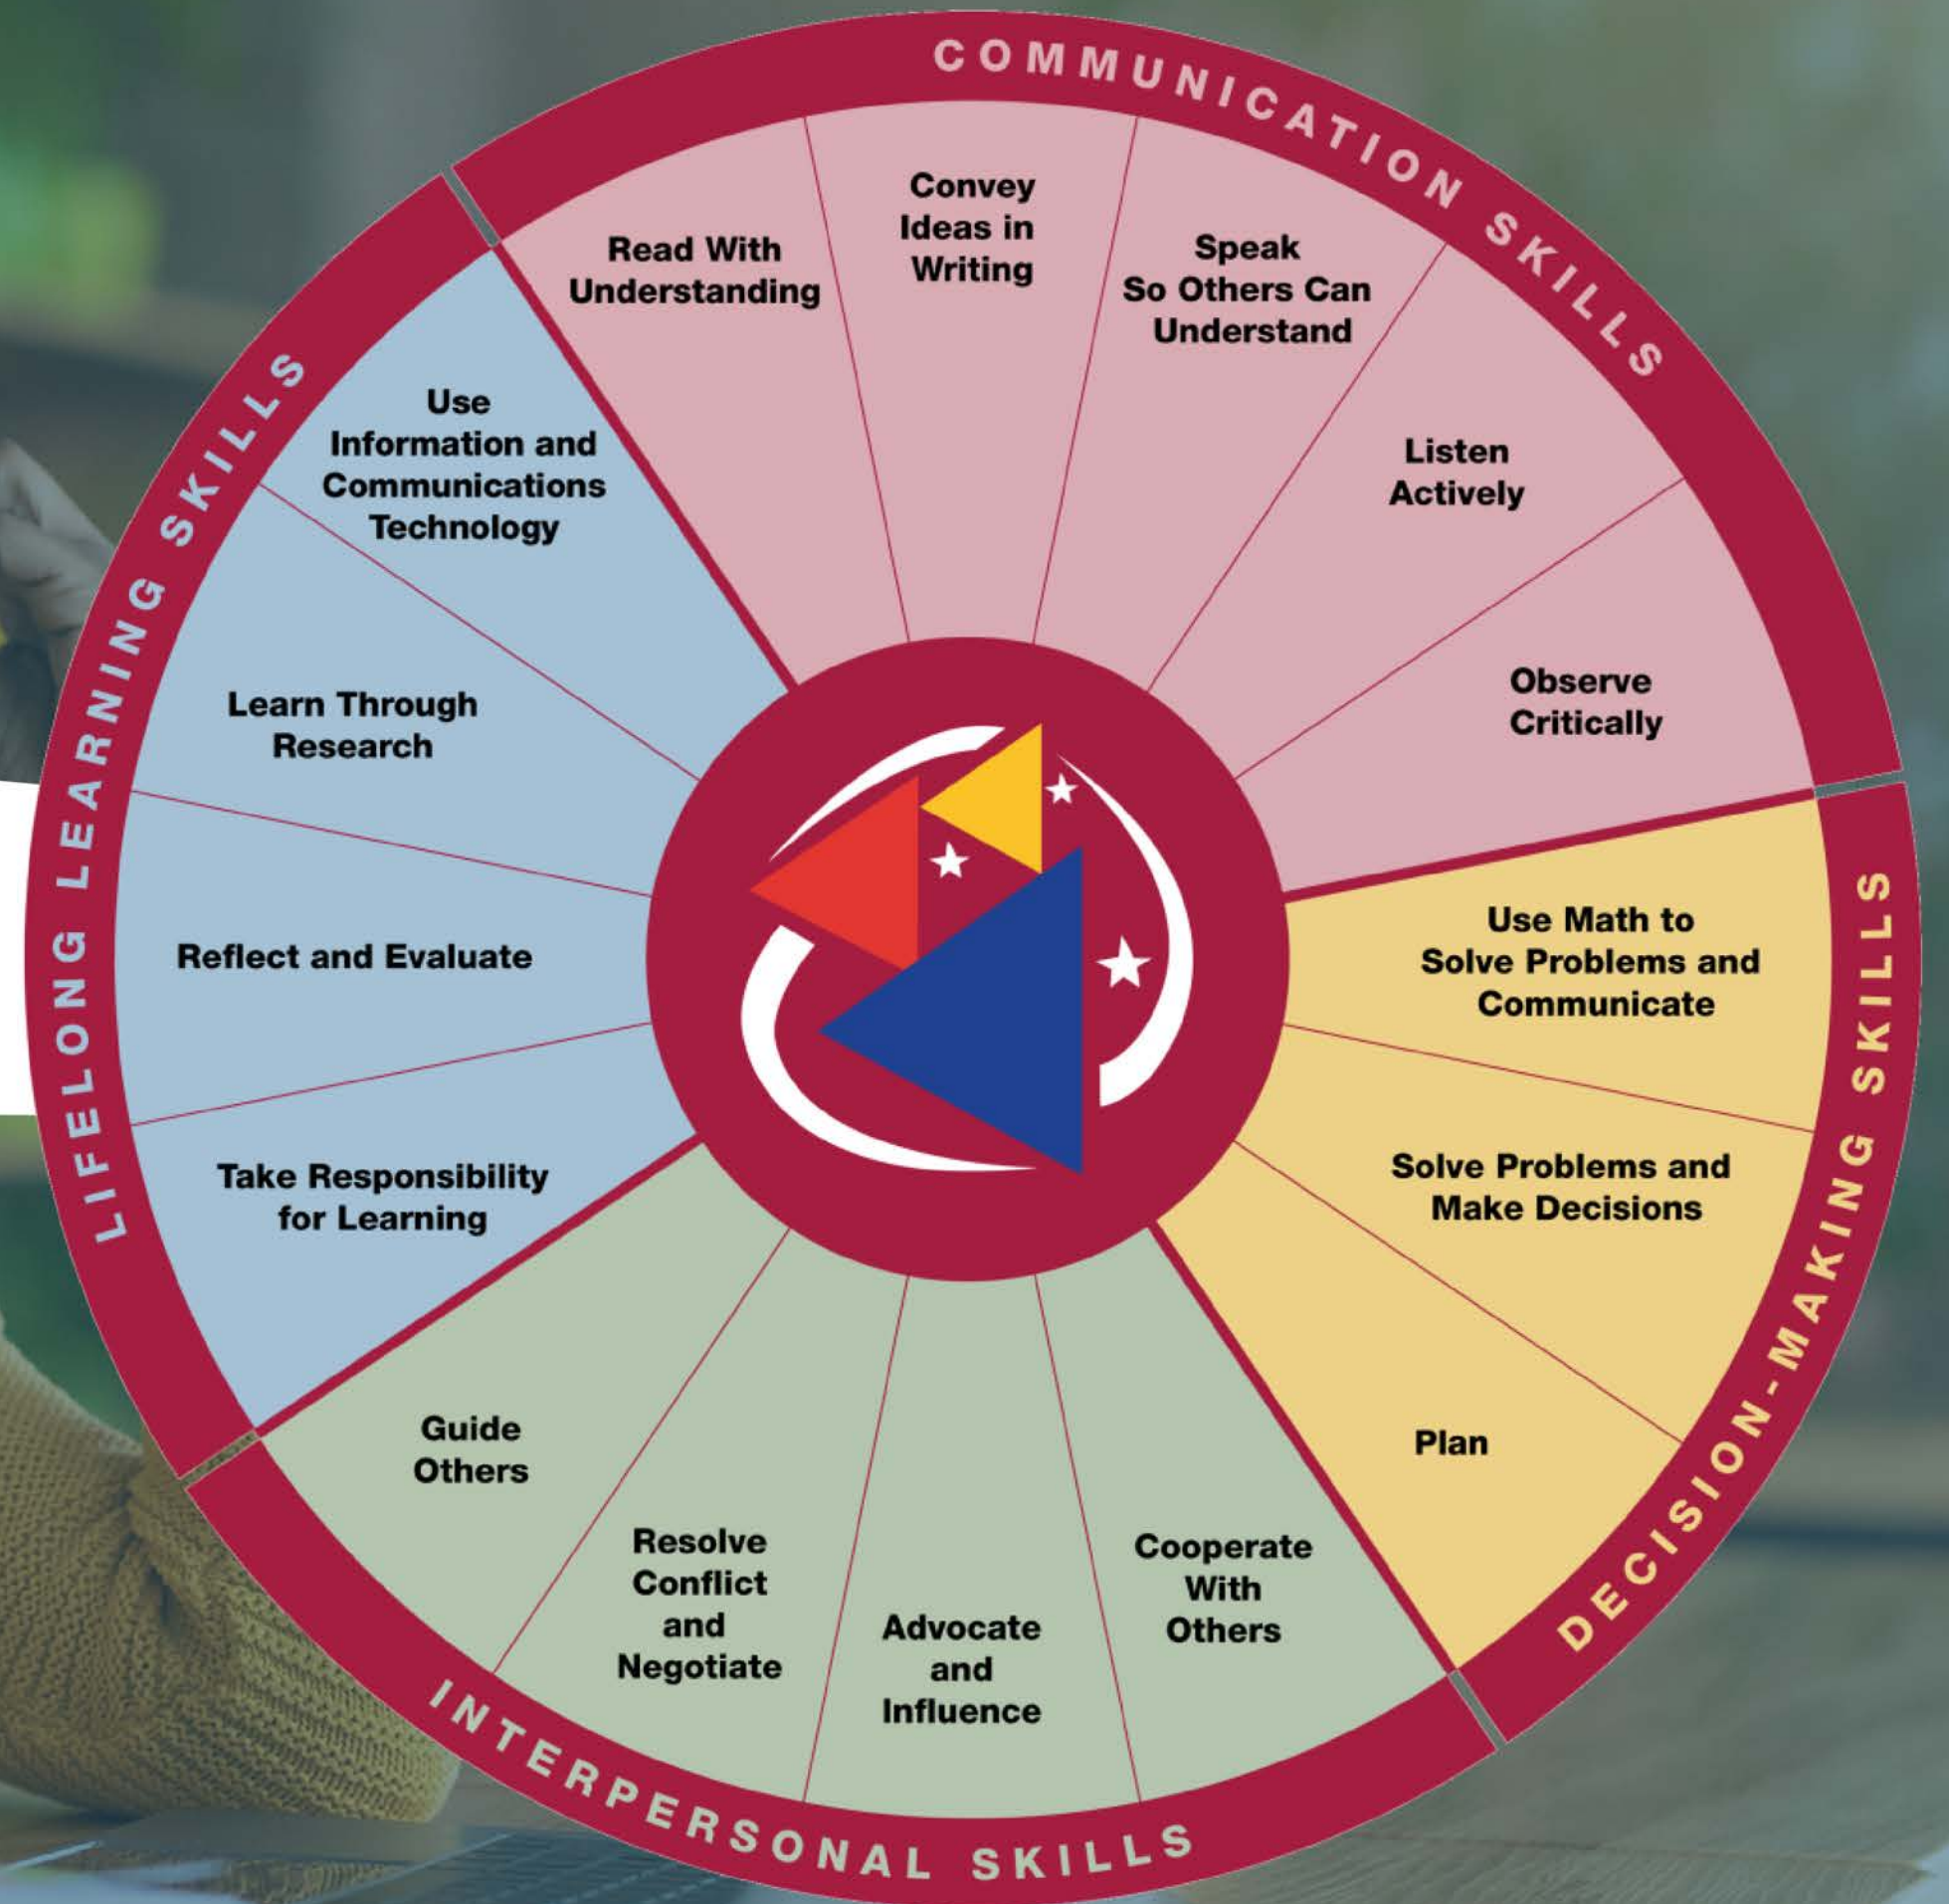 COMMUNICATION SKILLS
Read With
Understanding
Convey
Ideas in
Writing
Speak
So Others Can
Understand
Listen
Actively
Observe
Critically
DECISION-MAKING SKILLS
Use Math to
Solve Problems and
Communicate
Solve Problems and
Make Decisions
Plan
INTERPERSONAL SKILLS
Cooperate
With
Others
Advocate
and
Influence
Resolve
Conflict
and
Negotiate
Guide
Others
LIFELONG LEARNING SKILLS
Take Responsibility
for Learning
Reflect and Evaluate
Learn Through
Research
Use
Information and
Communications
Technology